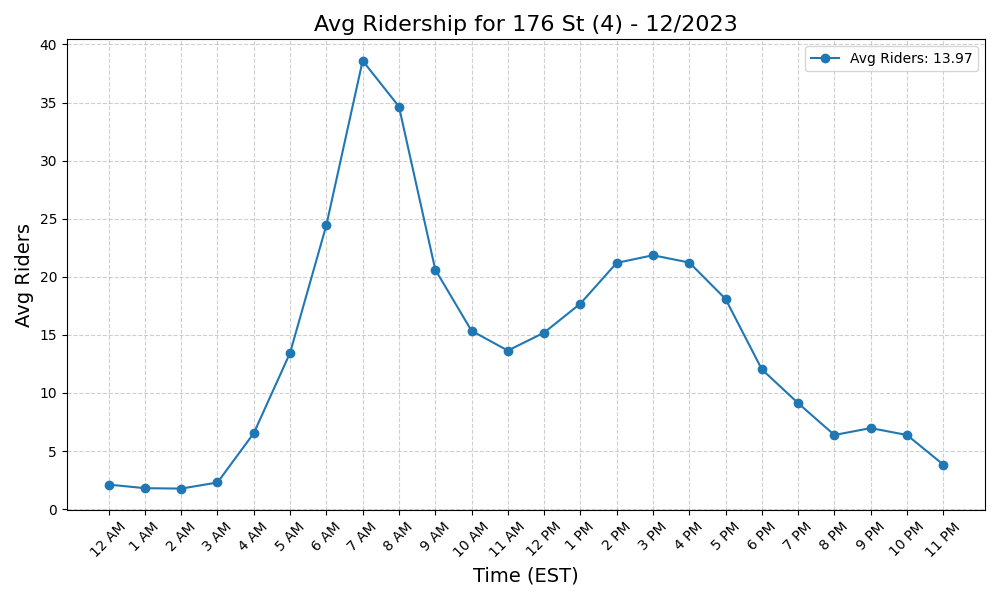 Avg Ridership for 176 St (4) - 12/2023
Avg Riders: 13.97
Avg Riders
40
35
30
25
20
15
10
5
0
12 AM
1 AM
2 AM
3 AM
4 AM
5 AM
6 AM
7 AM
8 AM
9 AM
10 AM
11 AM
12 PM
1 PM
2 PM
3 PM
4 PM
5 PM
6 PM
7 PM
8 PM
9 PM
10 PM
11 PM
Time (EST)